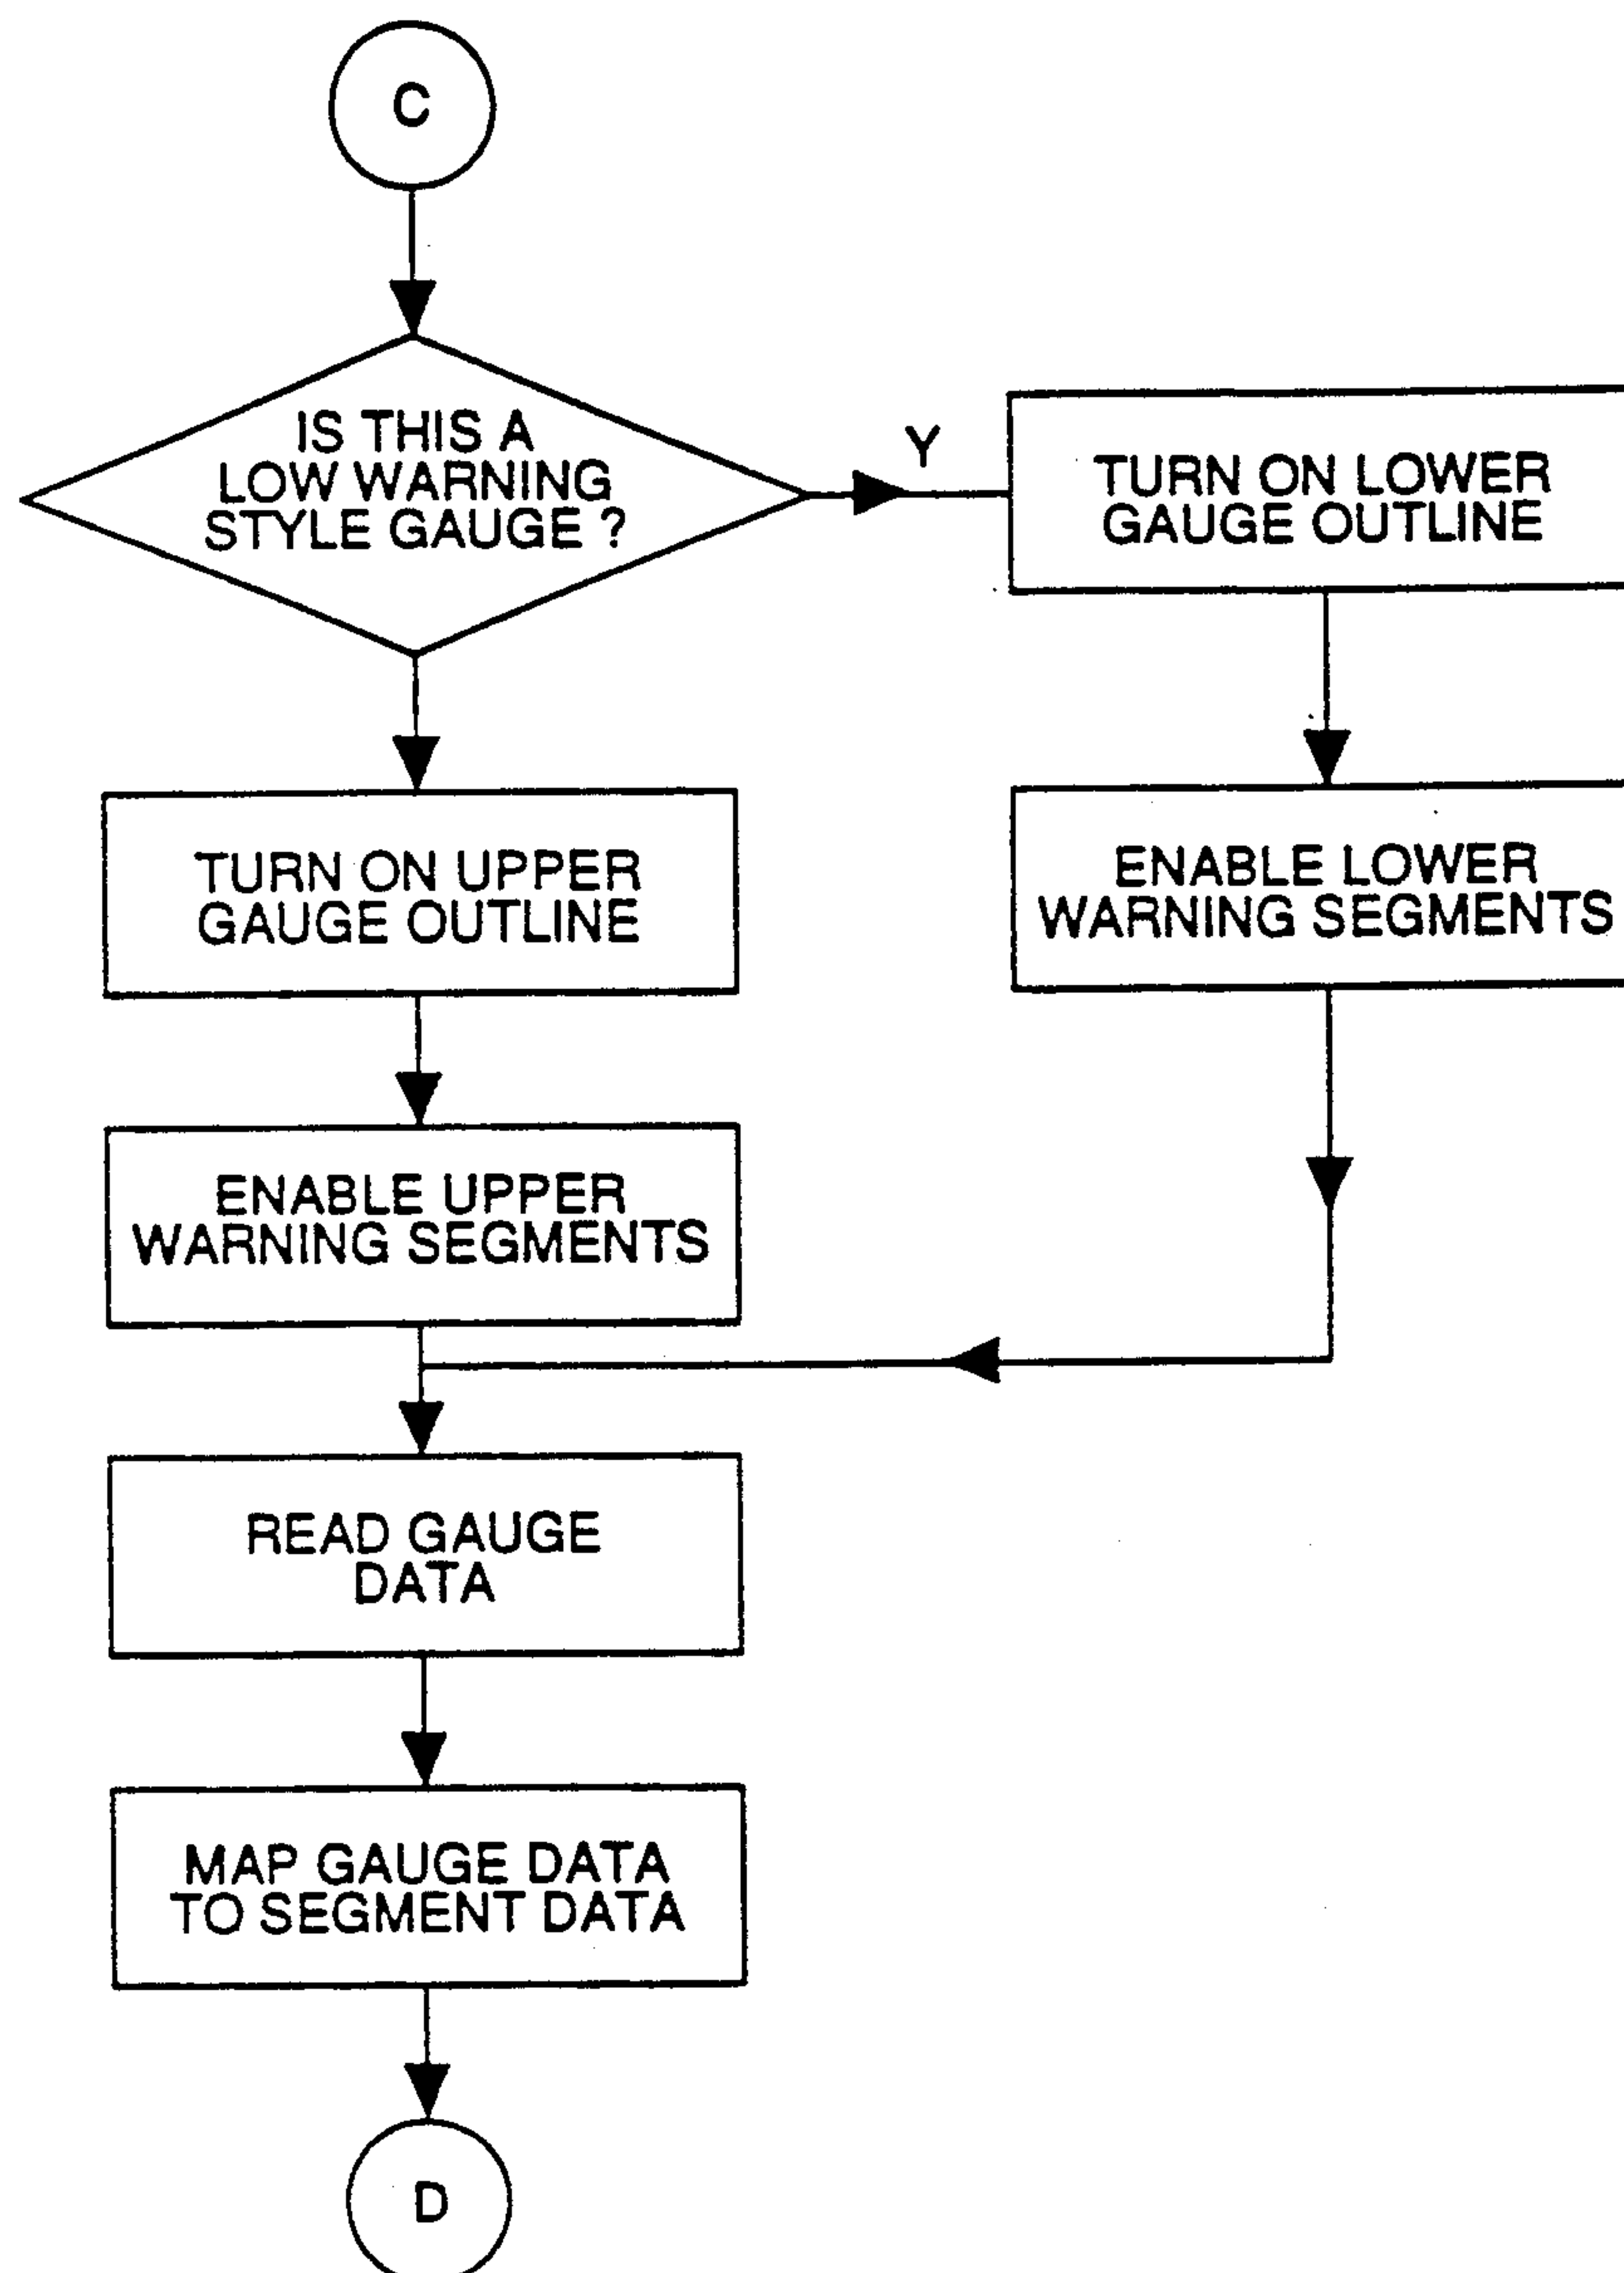 C
IS THIS A
LOW WARNING
STYLE GAUGE ?
Y
TURN ON LOWER
GAUGE OUTLINE
TURN ON UPPER
GAUGE OUTLINE
ENABLE LOWER
WARNING SEGMENTS
ENABLE UPPER
WARNING SEGMENTS
READ GAUGE
DATA
MAP GAUGE DATA
TO SEGMENT DATA
D